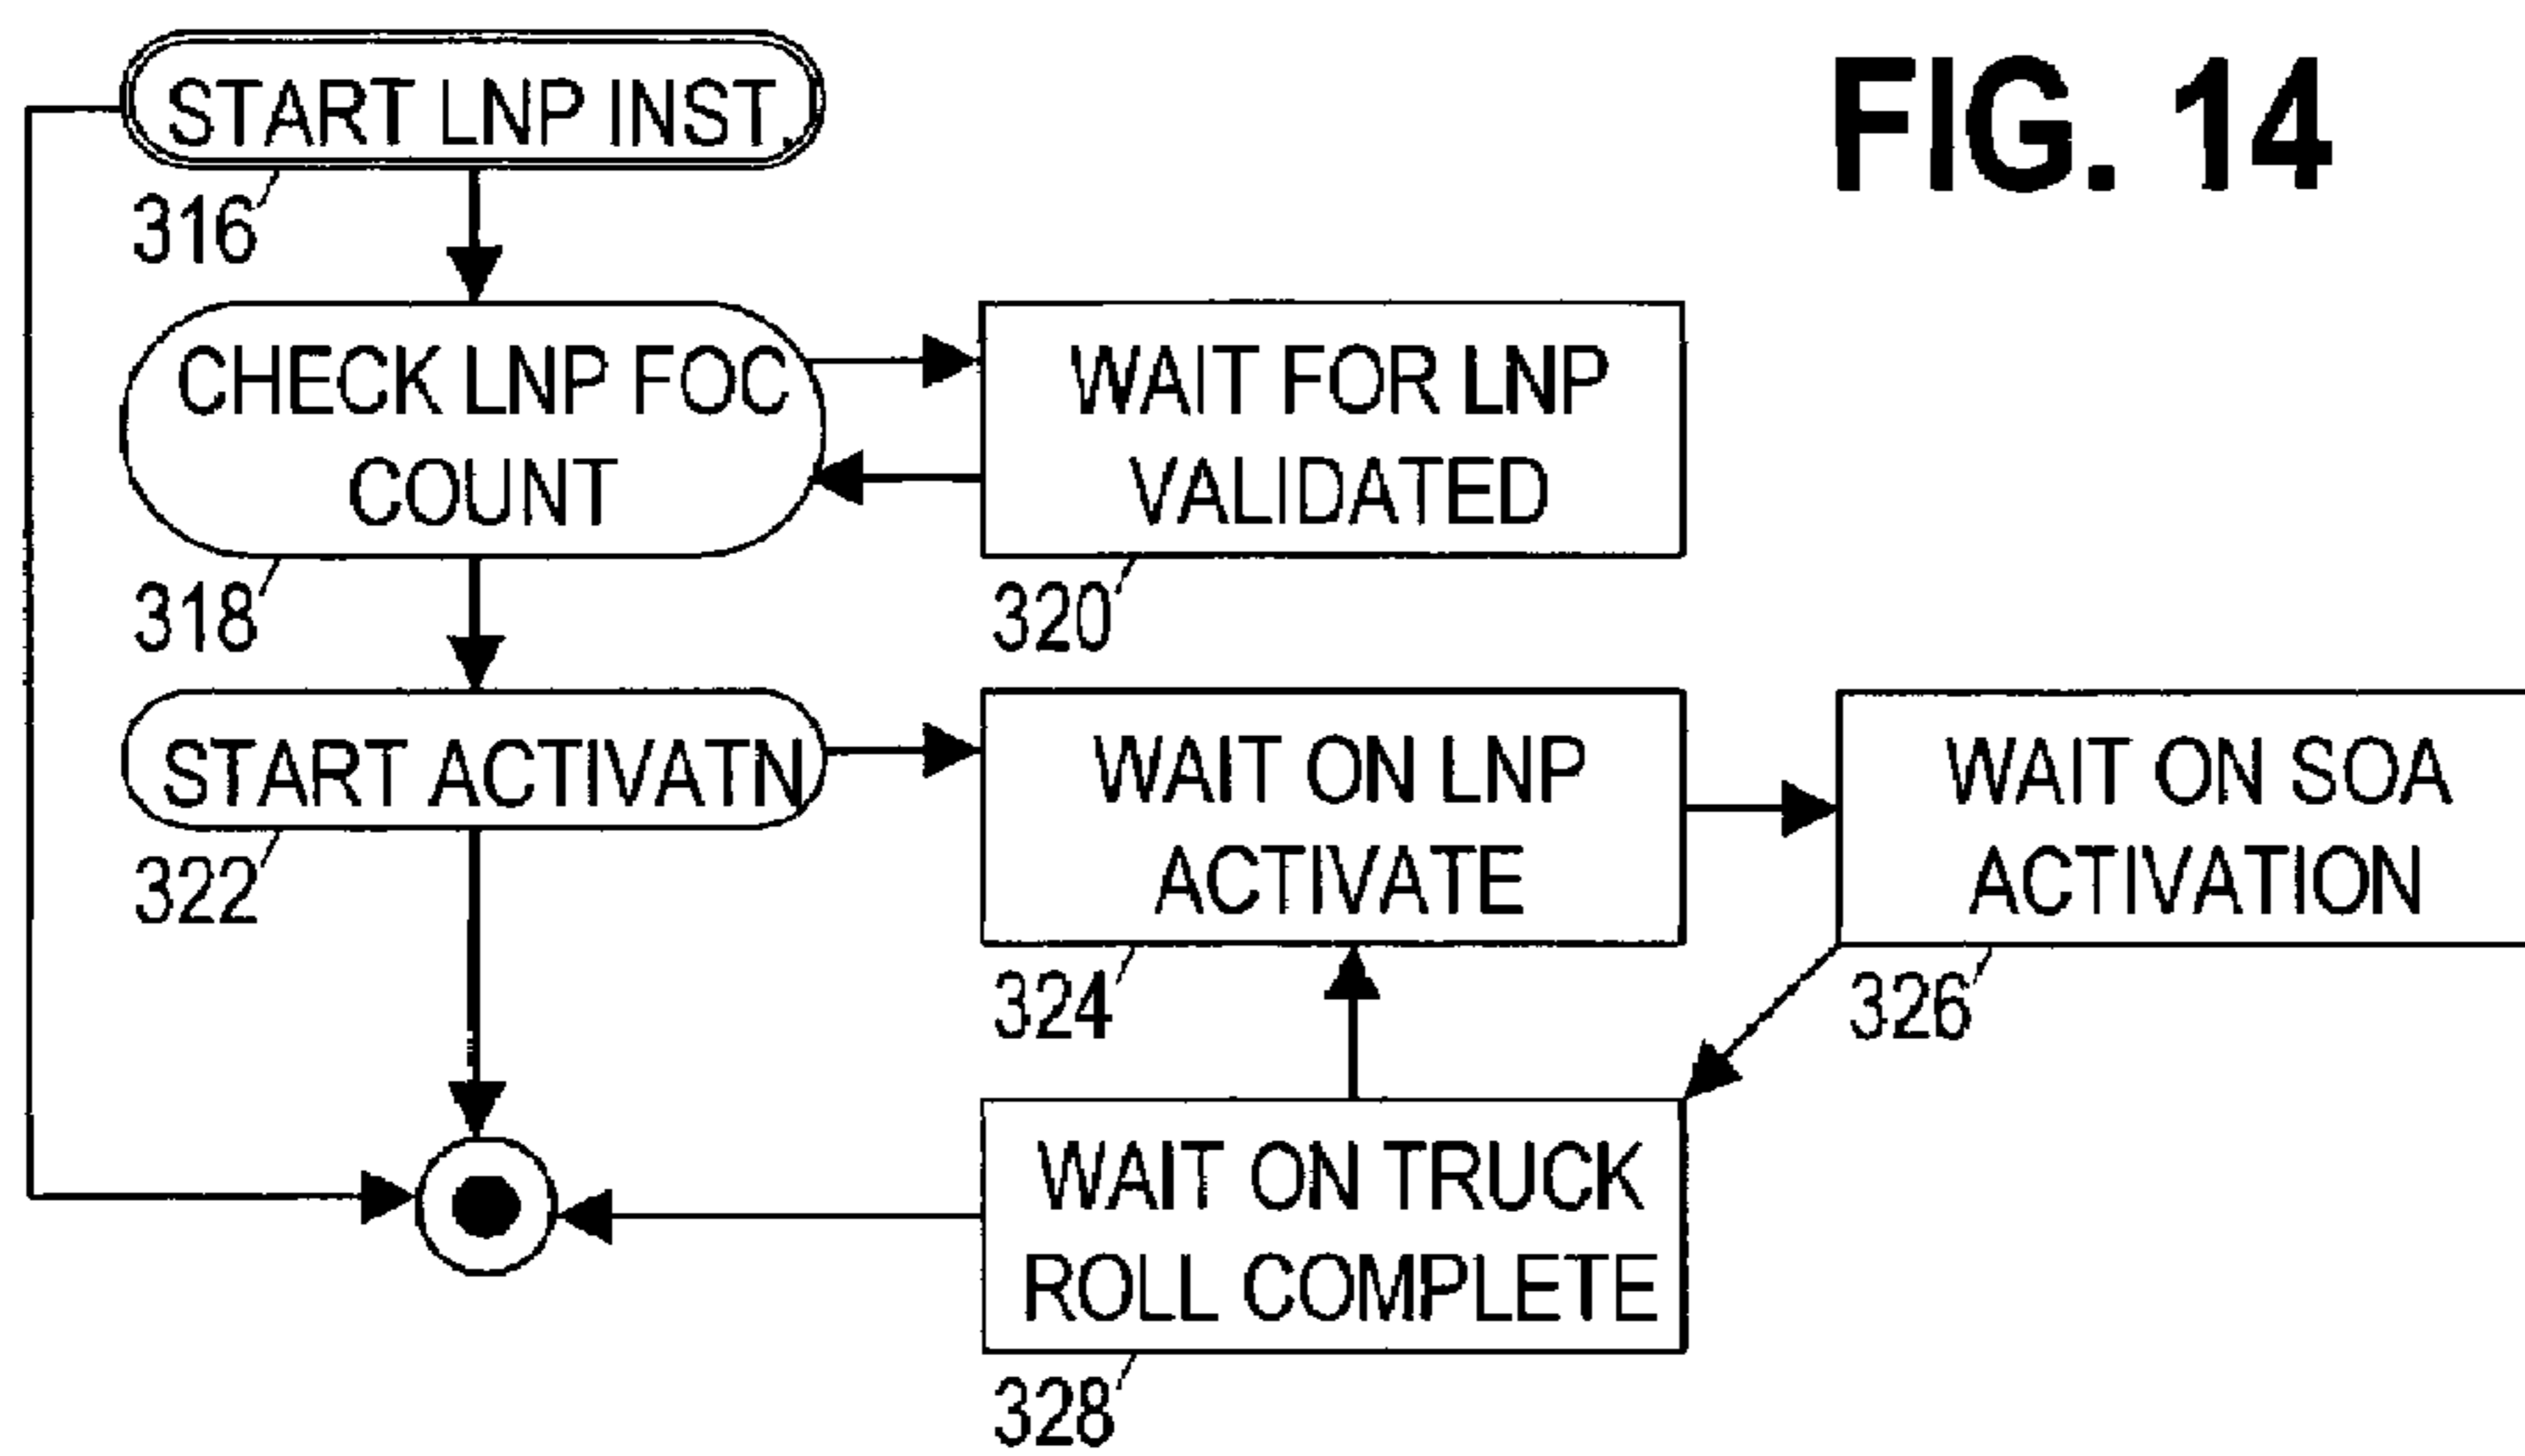 FIG. 14
START LNP INST.
316
CHECK LNP FOC
COUNT
318
WAIT FOR LNP
VALIDATED
320
START ACTIVATN
322
WAIT ON LNP
ACTIVATE
324
WAIT ON SOA
ACTIVATION
326
WAIT ON TRUCK
ROLL COMPLETE
328